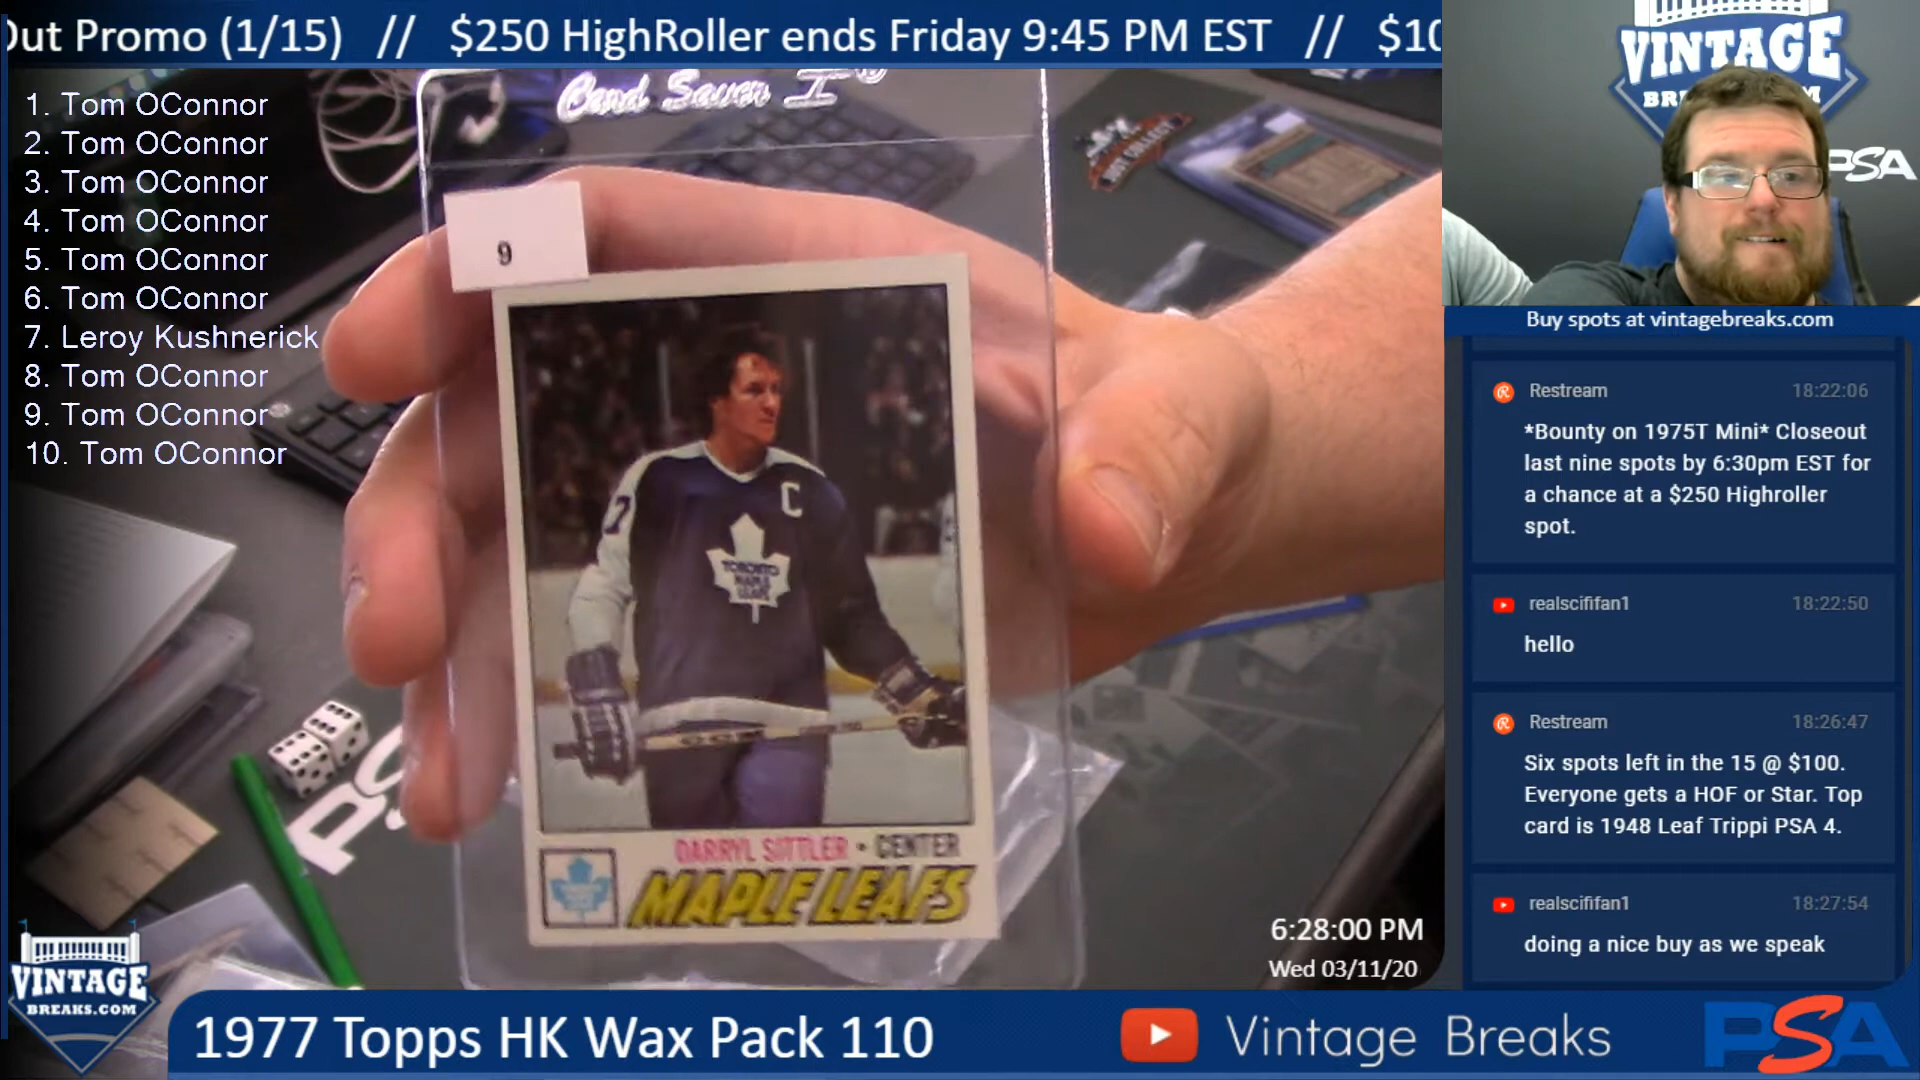 Out Promo (1/15) // $250 HighRoller ends Friday 9:45 PM EST // $10
1. Tom OConnor
2. Tom OConnor
3. Tom OConnor
4. Tom OConnor
5. Tom OConnor
6. Tom OConnor
7. Leroy Kushnerick
8. Tom OConnor
9. Tom OConnor
10. Tom OConnor
Card Saver I
JUST COLLECT
9
7
C
TORONTO
MAPLE
LEAFS
DARRYL SITTLER • CENTER
MAPLE LEAFS
6:28:00 PM
Wed 03/11/20
VINTAGE
PSA
Buy spots at vintagebreaks.com
Restream 18:22:06
*Bounty on 1975T Mini* Closeout
last nine spots by 6:30pm EST for
a chance at a $250 Highroller
spot.
realscififan1 18:22:50
hello
Restream 18:26:47
Six spots left in the 15 @ $100.
Everyone gets a HOF or Star. Top
card is 1948 Leaf Trippi PSA 4.
realscififan1 18:27:54
doing a nice buy as we speak
VINTAGE
BREAKS.COM
1977 Topps HK Wax Pack 110
Vintage Breaks
PSA